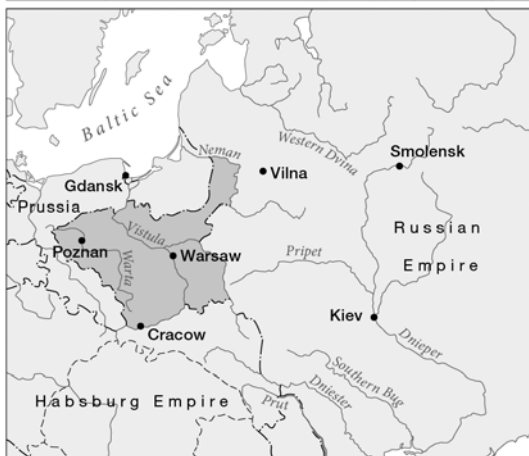 Baltic Sea
Neman
Western Dvina
Smolensk
Vilna
Gdansk
Prussia
Russian
Empire
Vistula
Pripet
Poznan
Warsaw
Warta
Kiev
Cracow
Dnieper
Southern Bug
Habsburg Empire
Prut
Dniester